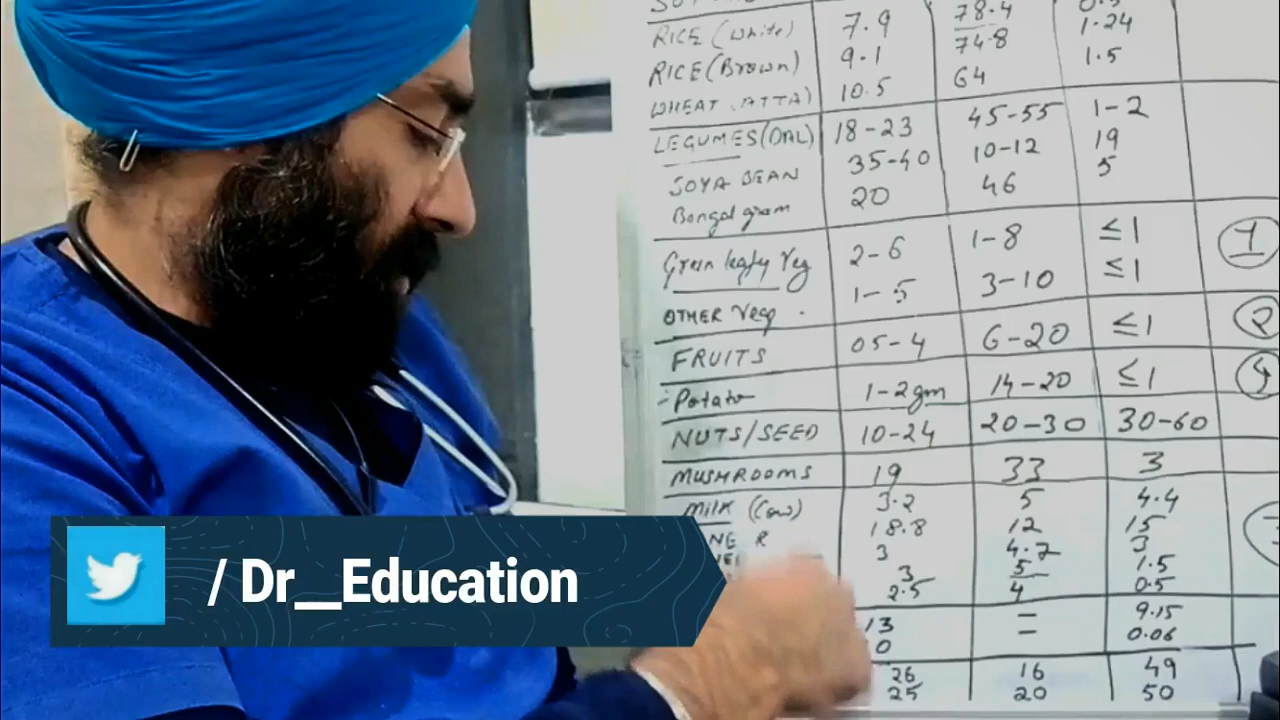 78.4 0.5
RICE (White) 7.9 74.8 1.24
RICE (Brown) 9.1 64 1.5
WHEAT (ATTA) 10.5
LEGUMES (DAL) 18-23 45-55 1-2
SOYA BEAN 35-40 10-12 19
Bengal gram 20 46 5
Green leafy Veg 2-6 1-8 ≤1 1
OTHER Veg 1-5 3-10 ≤1
FRUITS 05-4 6-20 ≤1 2
Potato 1-2gm 14-20 ≤1 4
NUTS/SEED 10-24 20-30 30-60
MUSHROOMS 19 33 3
MILK (Cow) 3.2 5 4.4
18.8 12 15
3 4.7 3
3 5 1.5
2.5 4 0.5
13 = 9.15
0 = 0.06
26 16 49
25 20 50
/ Dr__Education